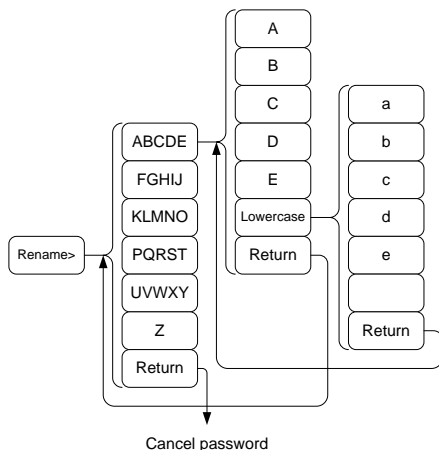 Rename>
ABCDE
FGHIJ
KLMNO
PQRST
UVWXY
Z
Return
A
B
C
D
E
Lowercase
Return
a
b
c
d
e
Return
Cancel password